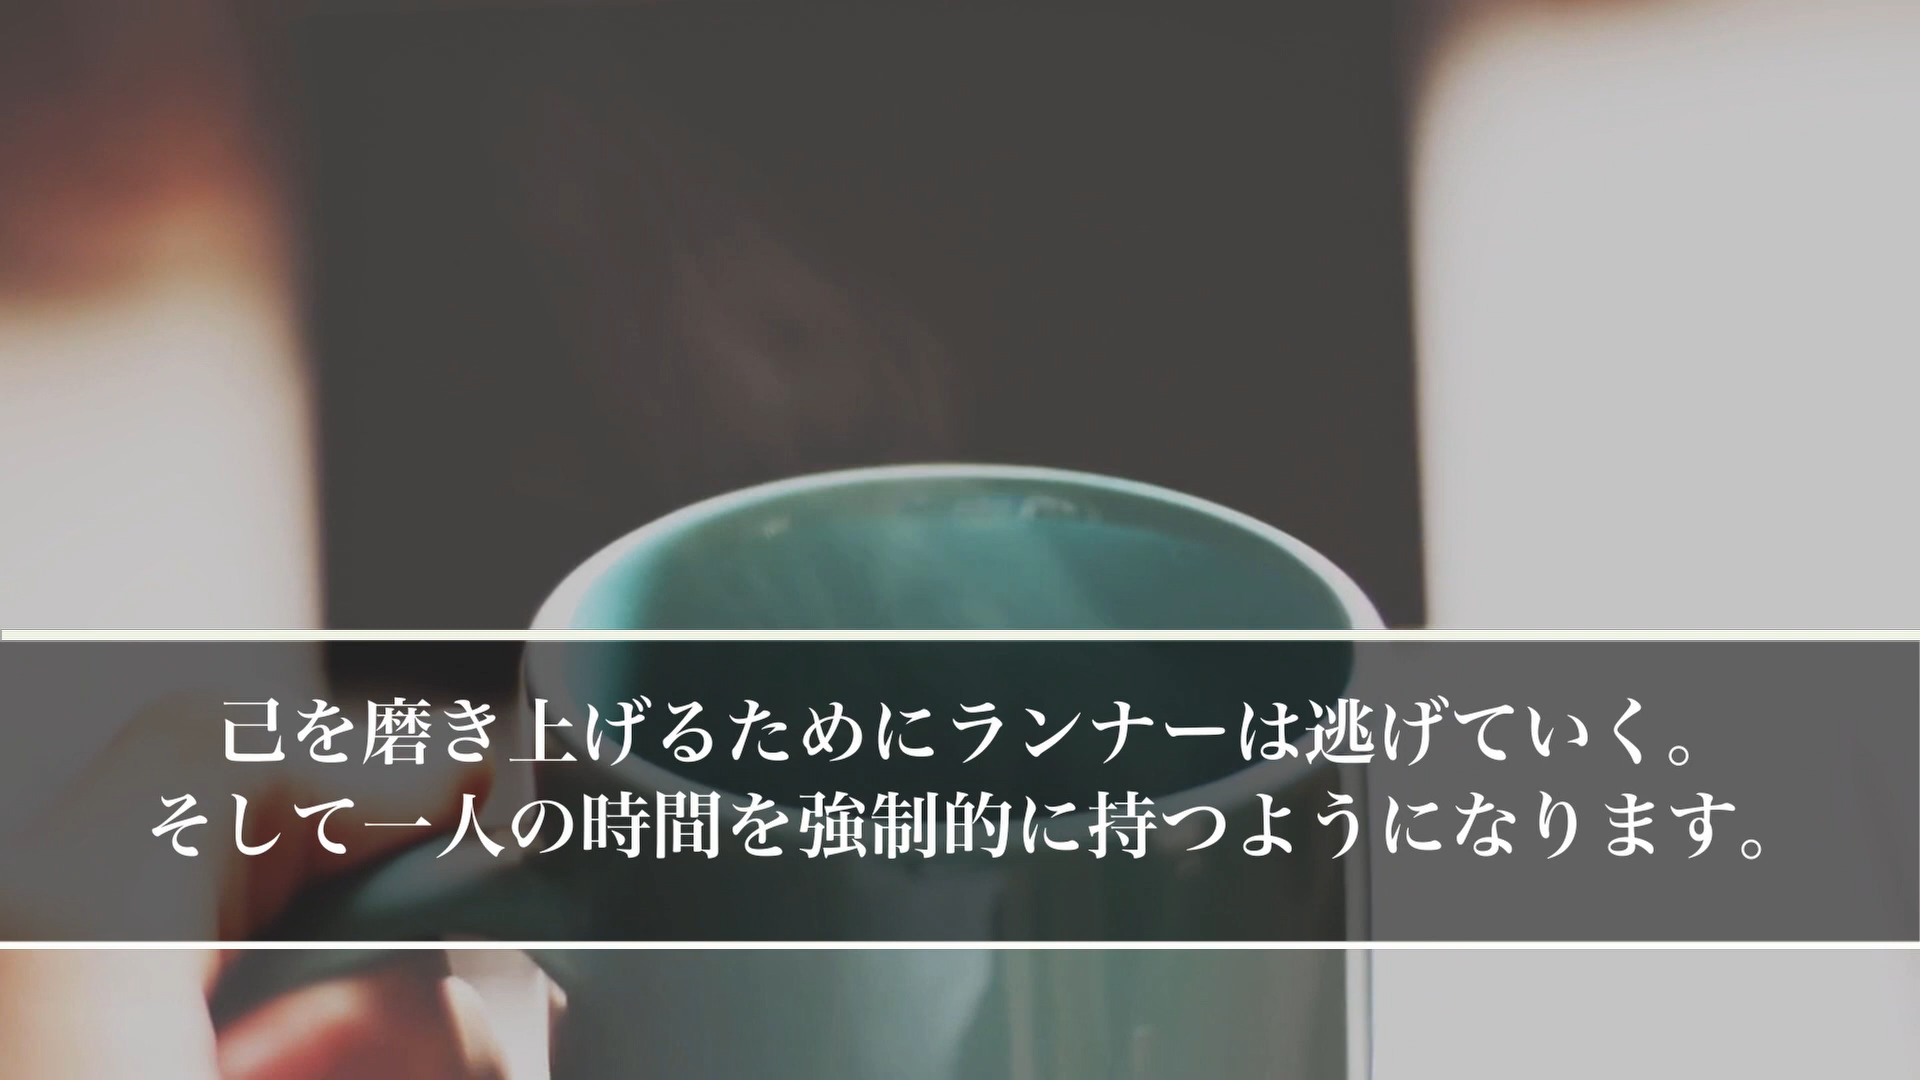 己を磨き上げるためにランナーは逃げていく。
そして一人の時間を強制的に持つようになります。